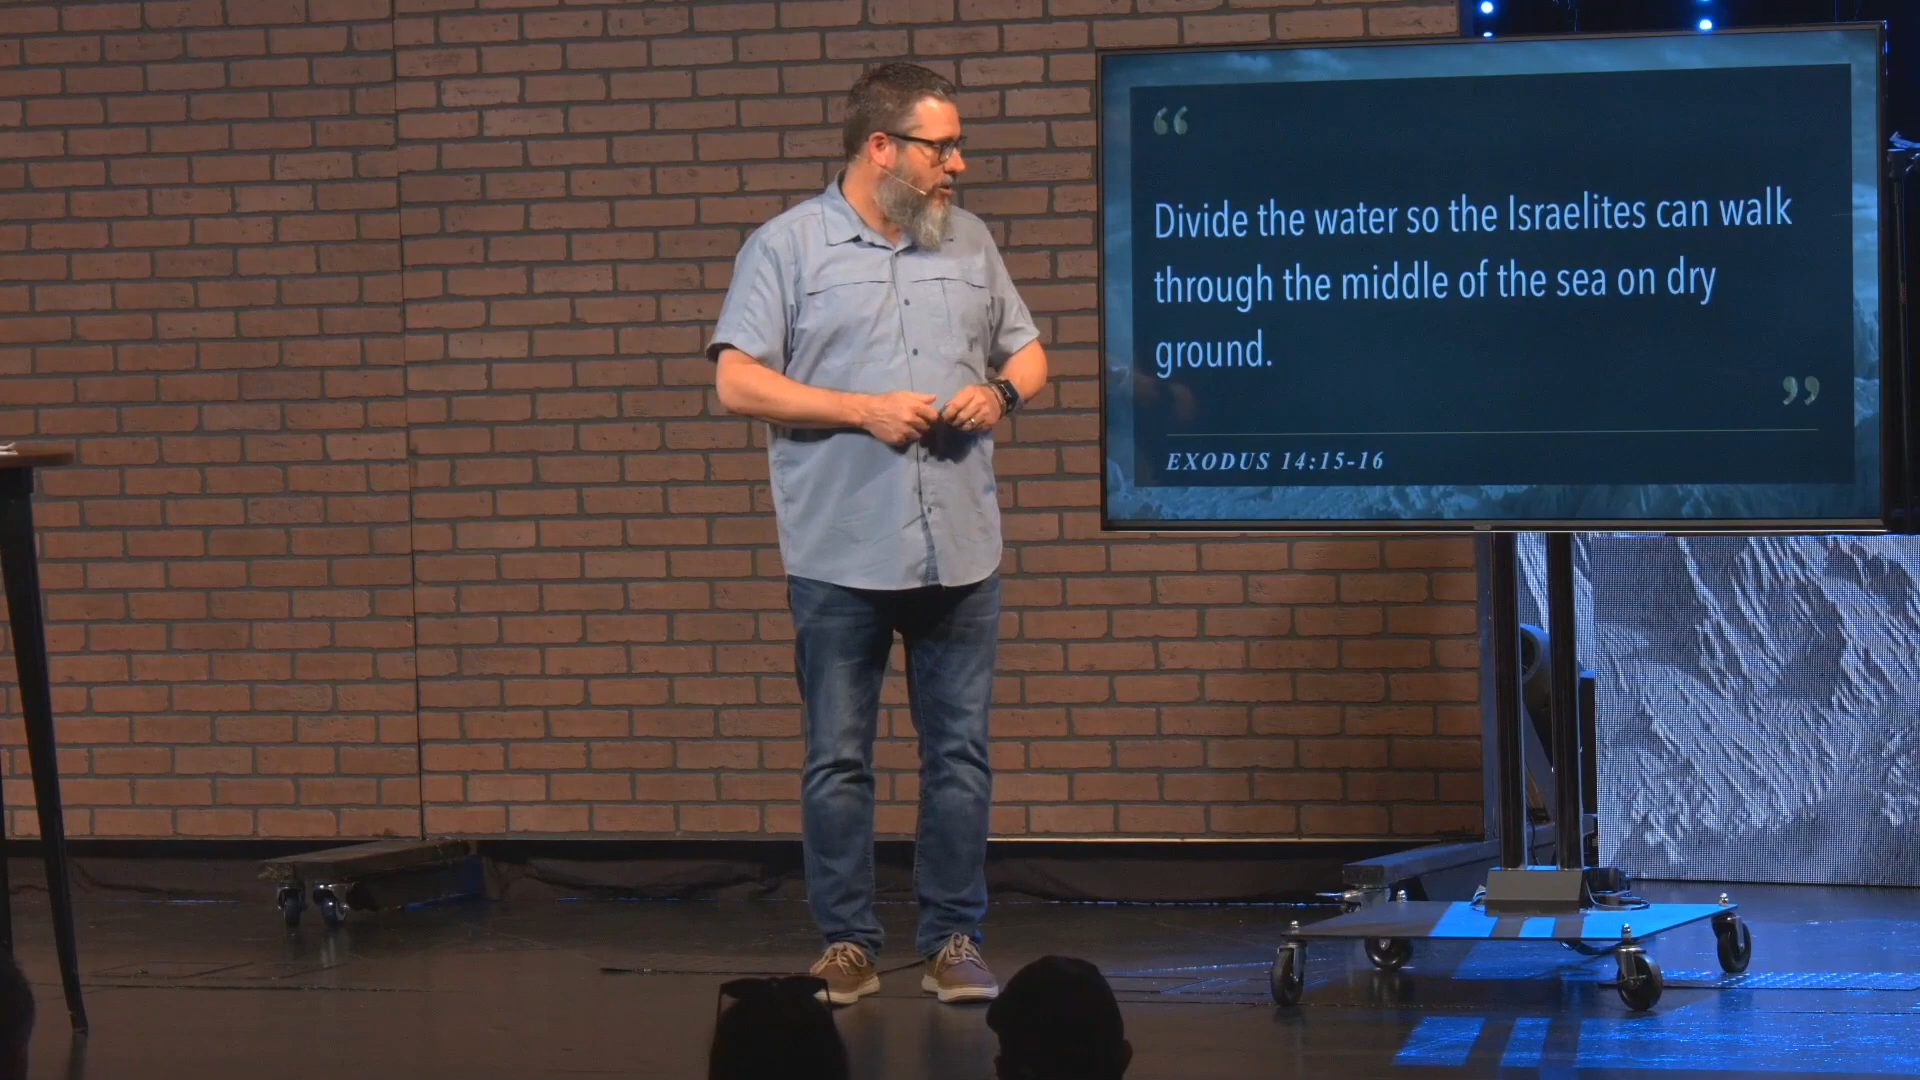 “
Divide the water so the Israelites can walk
through the middle of the sea on dry
ground.
”
EXODUS 14:15-16